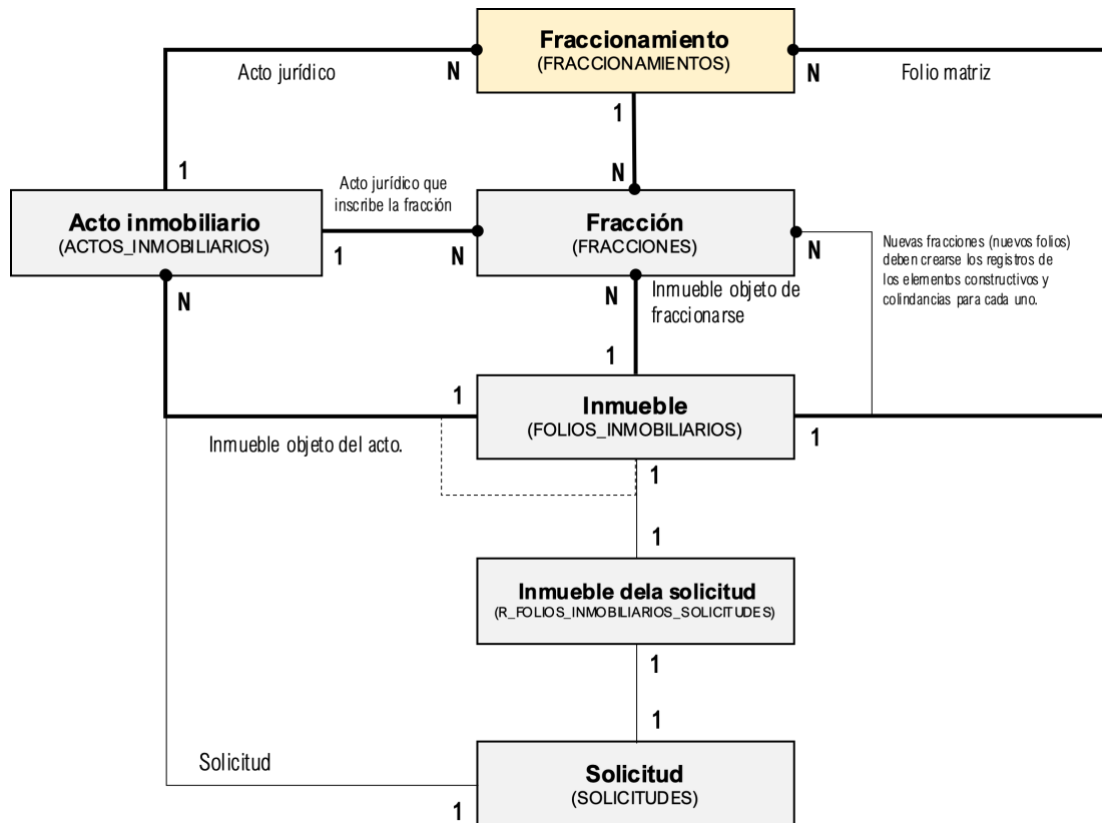 Fraccionamiento
(FRACCIONAMIENTOS)
Acto jurídico
N
N
Folio matriz
1
1
N
Acto jurídico que
inscribe la fracción
Acto inmobiliario
(ACTOS_INMOBILIARIOS)
Fracción
(FRACCIONES)
1
N
N
Nuevas fracciones (nuevos folios)
deben crearse los registros de
los elementos constructivos y
colindancias para cada uno.
N
N
Inmueble objeto de
fraccionarse
1
1
Inmueble
(FOLIOS_INMOBILIARIOS)
1
Inmueble objeto del acto.
1
1
Inmueble dela solicitud
(R_FOLIOS_INMOBILIARIOS_SOLICITUDES)
1
1
Solicitud
Solicitud
(SOLICITUDES)
1